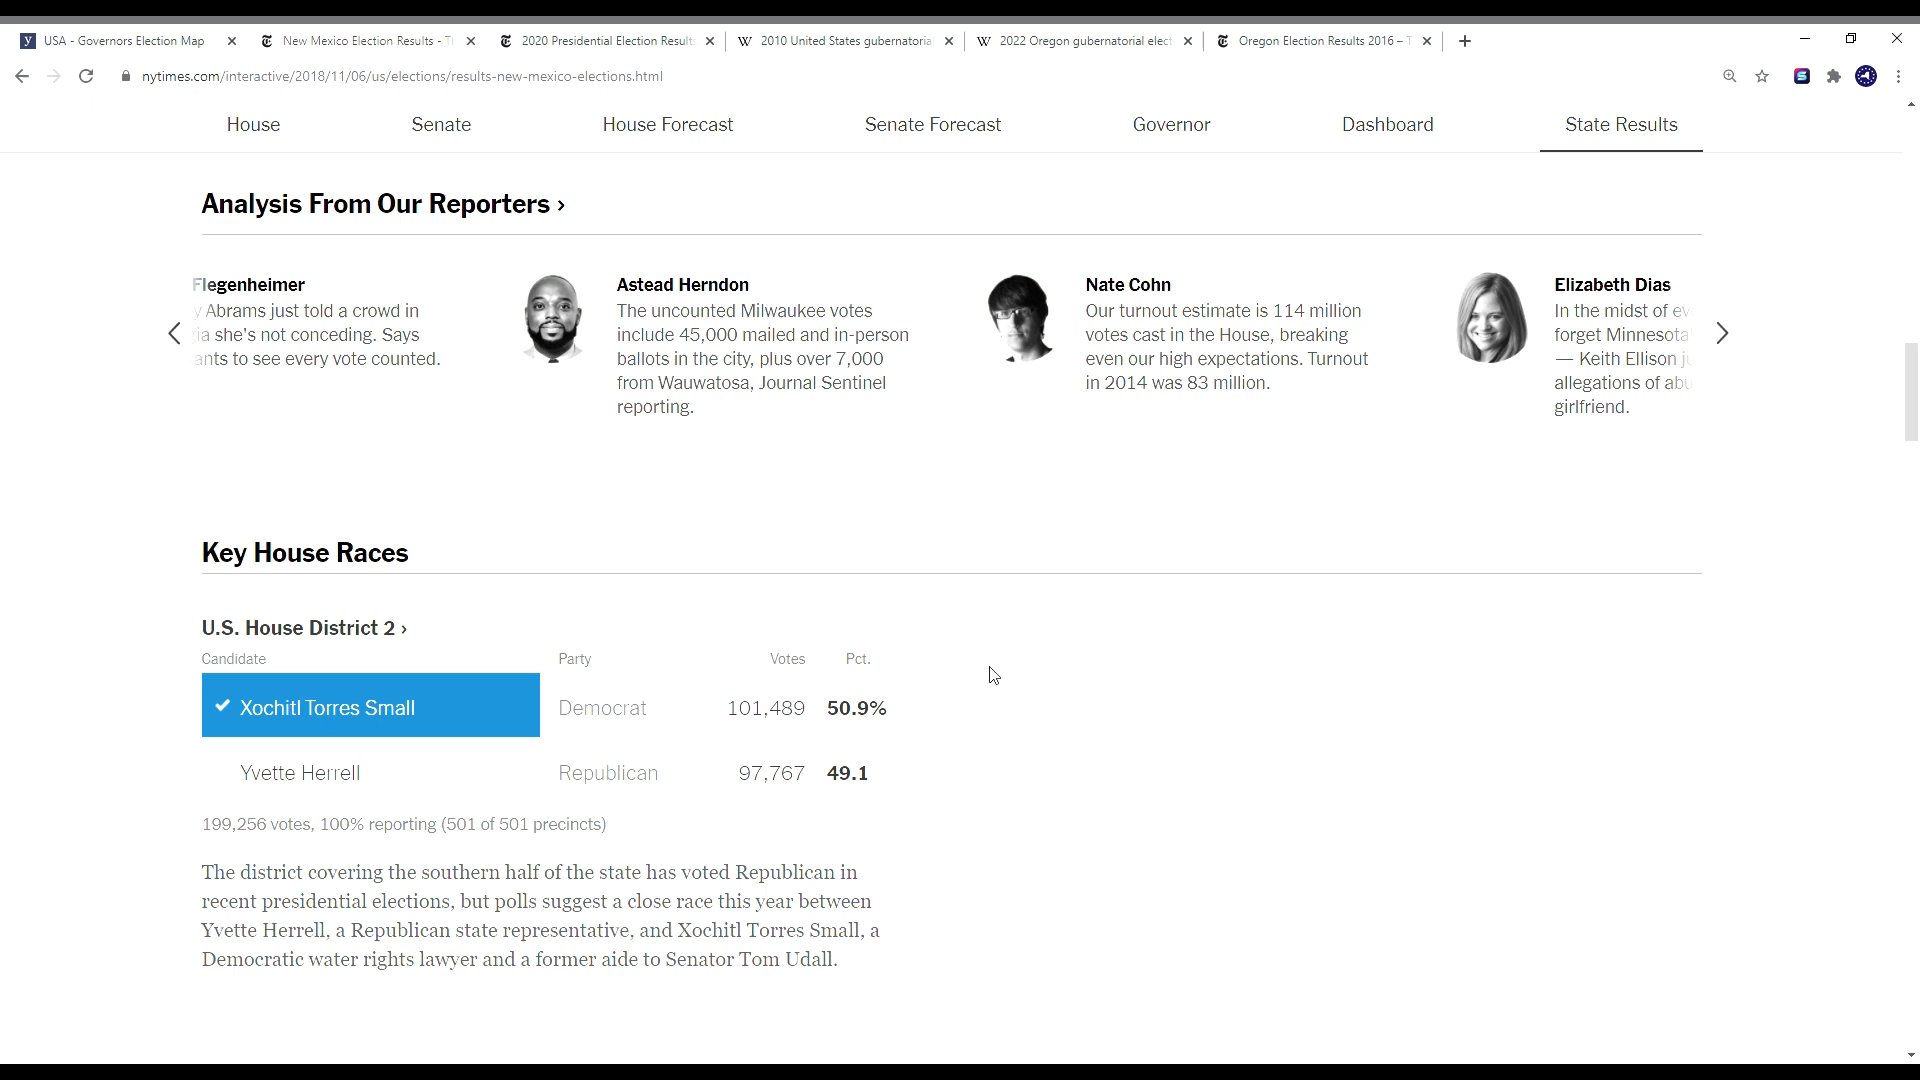 USA - Governors Election Map
New Mexico Election Results -
2020 Presidential Election Result
2010 United States gubernatoria
2022 Oregon gubernatorial elect
Oregon Election Results 2016 –
nytimes.com/interactive/2018/11/06/us/elections/results-new-mexico-elections.html
House
Senate
House Forecast
Senate Forecast
Governor
Dashboard
State Results
Analysis From Our Reporters ›
Flegenheimer
y Abrams just told a crowd in
ia she's not conceding. Says
ants to see every vote counted.
Astead Herndon
The uncounted Milwaukee votes
include 45,000 mailed and in-person
ballots in the city, plus over 7,000
from Wauwatosa, Journal Sentinel
reporting.
Nate Cohn
Our turnout estimate is 114 million
votes cast in the House, breaking
even our high expectations. Turnout
in 2014 was 83 million.
Elizabeth Dias
In the midst of ev
forget Minnesota
— Keith Ellison ju
allegations of abu
girlfriend.
Key House Races
U.S. House District 2 ›
Candidate Party Votes Pct.
Xochitl Torres Small Democrat 101,489 50.9%
Yvette Herrell Republican 97,767 49.1
199,256 votes, 100% reporting (501 of 501 precincts)
The district covering the southern half of the state has voted Republican in
recent presidential elections, but polls suggest a close race this year between
Yvette Herrell, a Republican state representative, and Xochitl Torres Small, a
Democratic water rights lawyer and a former aide to Senator Tom Udall.